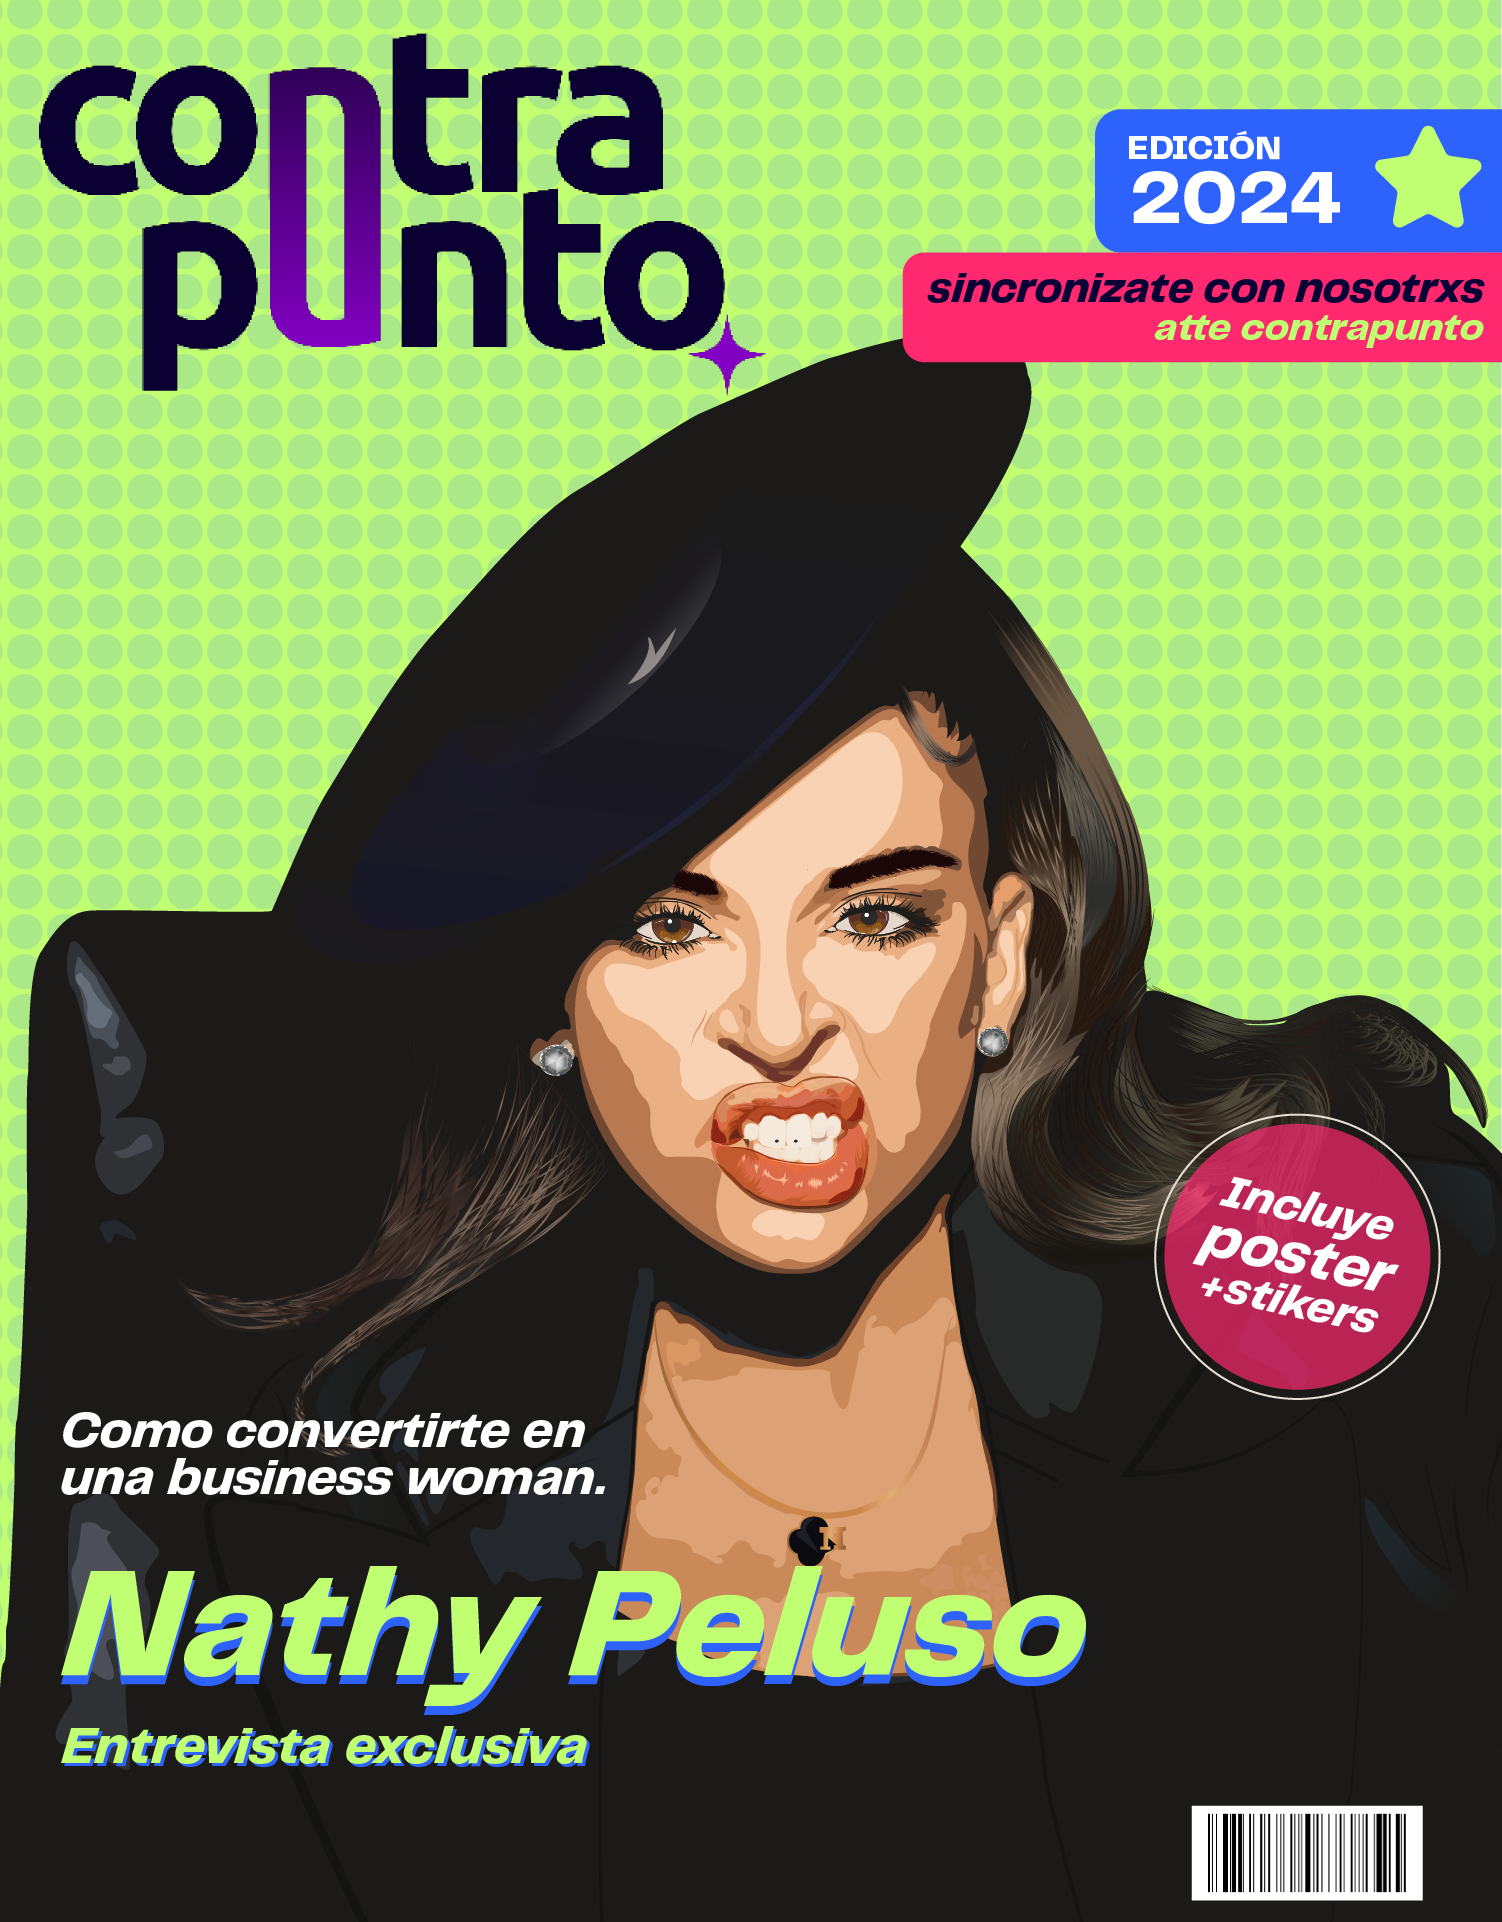 contra
punto
EDICIÓN
2024
sincronizate con nosotrxs
atte contrapunto
Incluye
poster
+stikers
Como convertirte en
una business woman.
Nathy Peluso
Entrevista exclusiva